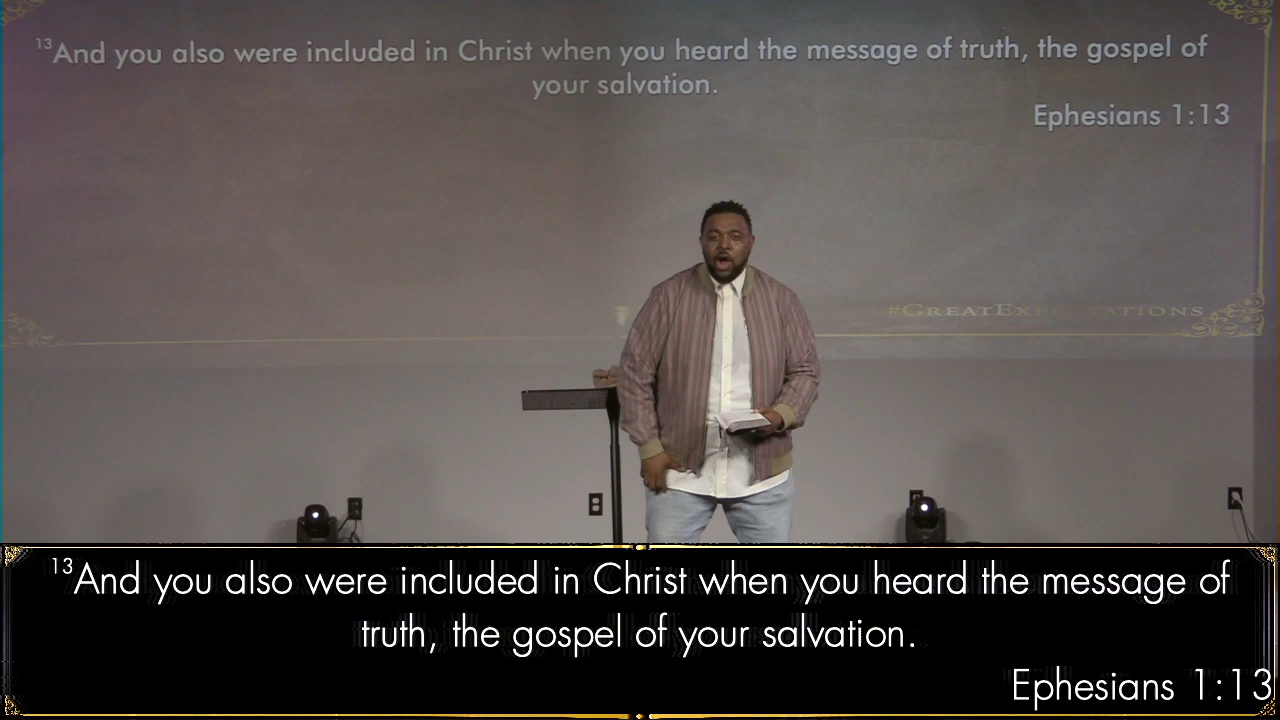 ¹³And you also were included in Christ when you heard the message of truth, the gospel of
your salvation.
Ephesians 1:13
#GREATEXPECTATIONS
¹³And you also were included in Christ when you heard the message of
truth, the gospel of your salvation.
Ephesians 1:13